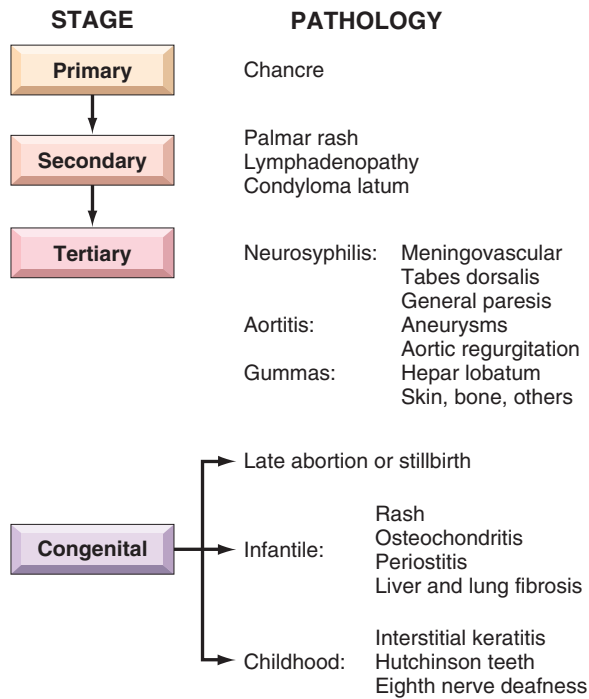 STAGE PATHOLOGY
Primary Chancre
Palmar rash
Secondary Lymphadenopathy
Condyloma latum
Tertiary Neurosyphilis: Meningovascular
Tabes dorsalis
General paresis
Aortitis: Aneurysms
Aortic regurgitation
Gummas: Hepar lobatum
Skin, bone, others
Late abortion or stillbirth
Congenital
Infantile:
Rash
Osteochondritis
Periostitis
Liver and lung fibrosis
Childhood:
Interstitial keratitis
Hutchinson teeth
Eighth nerve deafness